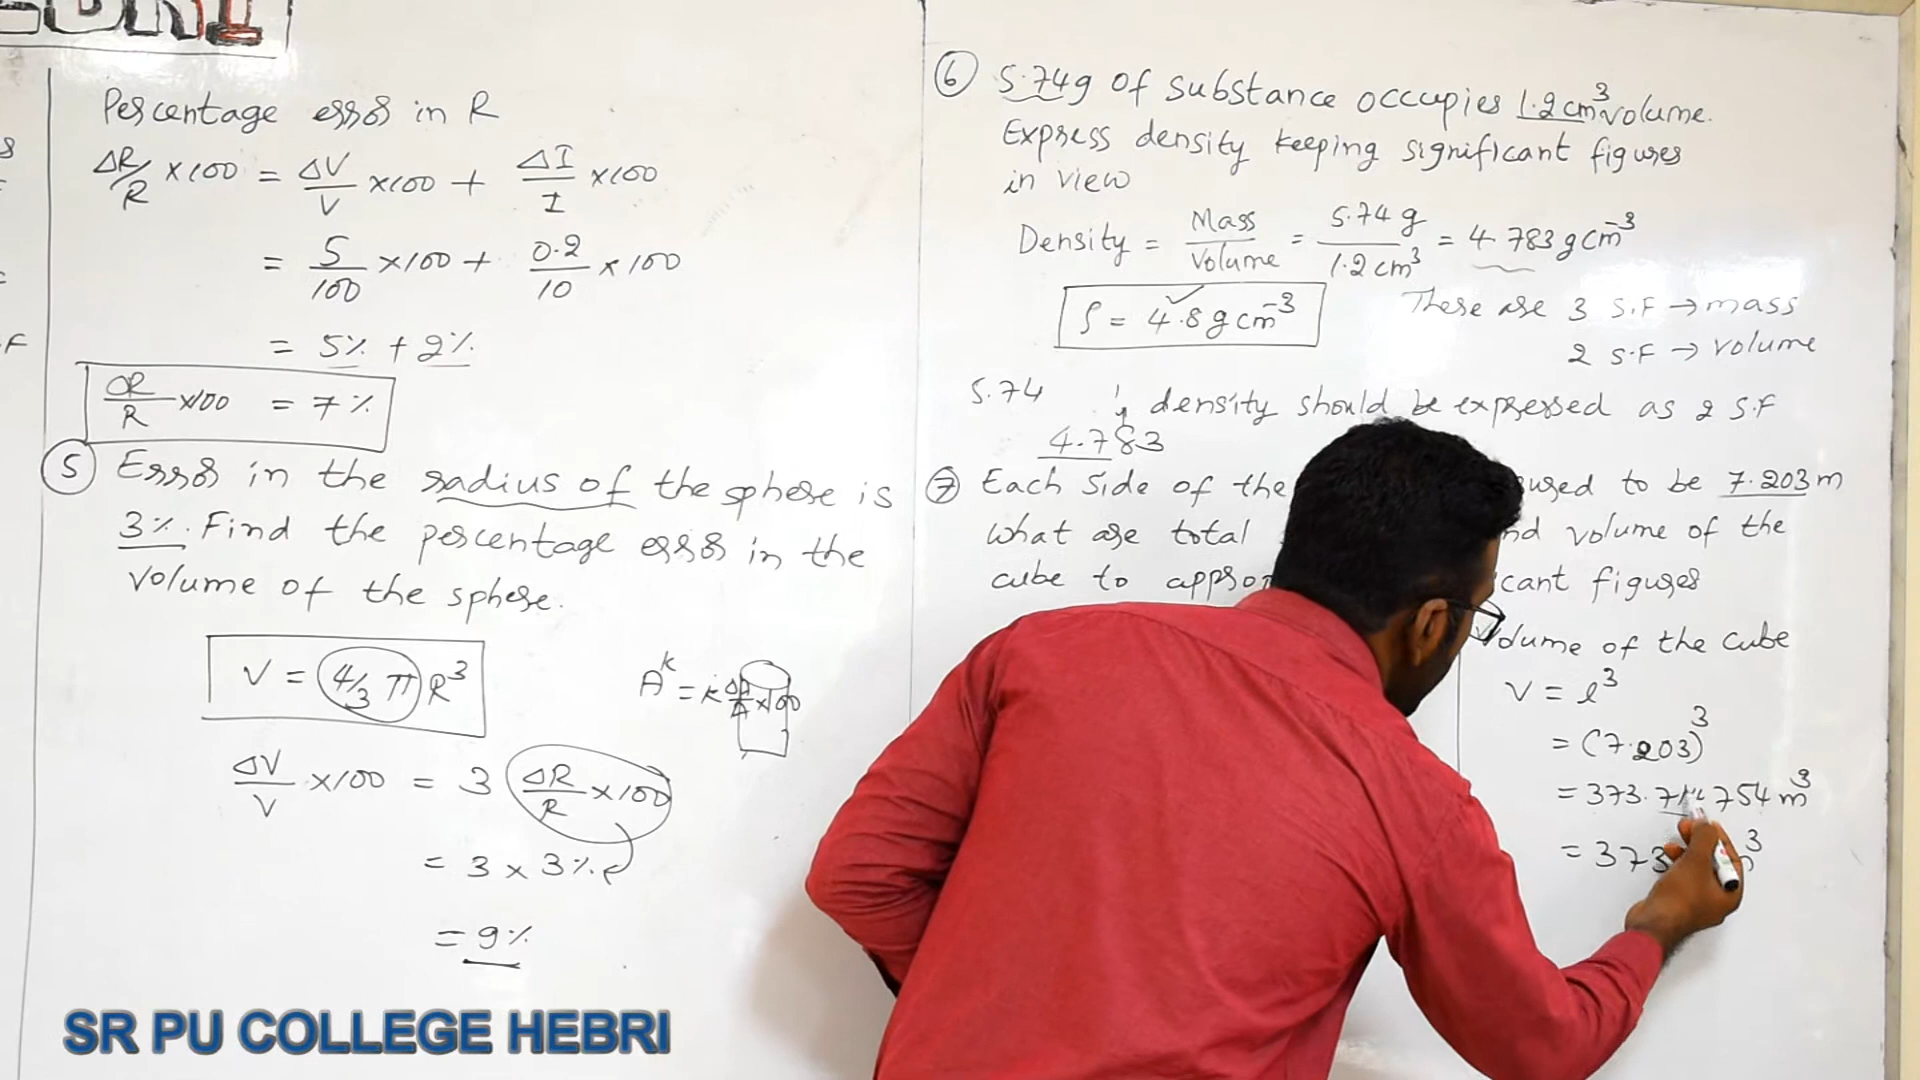 Percentage error in R
ΔR/R ×100 = ΔV/V ×100 + ΔI/I ×100
= 5/100 ×100 + 0.2/10 ×100
= 5% + 2%
ΔR/R ×100 = 7%
5 Error in the radius of the sphere is
3%. Find the percentage error in the
volume of the sphere.
V = 4/3 π R³
A^k = k ΔA/A ×100
ΔV/V ×100 = 3 ΔR/R ×100
= 3 × 3%
= 9%
SR PU COLLEGE HEBRI
6 5.74g of substance occupies 1.2cm³ volume.
Express density keeping significant figures
in view
Density = Mass/Volume = 5.74 g/1.2 cm³ = 4.783 g cm⁻³
ρ = 4.8 g cm⁻³
There are 3 S.F → mass
2 S.F → volume
5.74
density should be expressed as 2 S.F
4.783
7 Each side of the to be 7.203m
what are total volume of the
cube to figures
Volume of the cube
V = l³
= (7.203)³
= 373.714754 m³
= 373